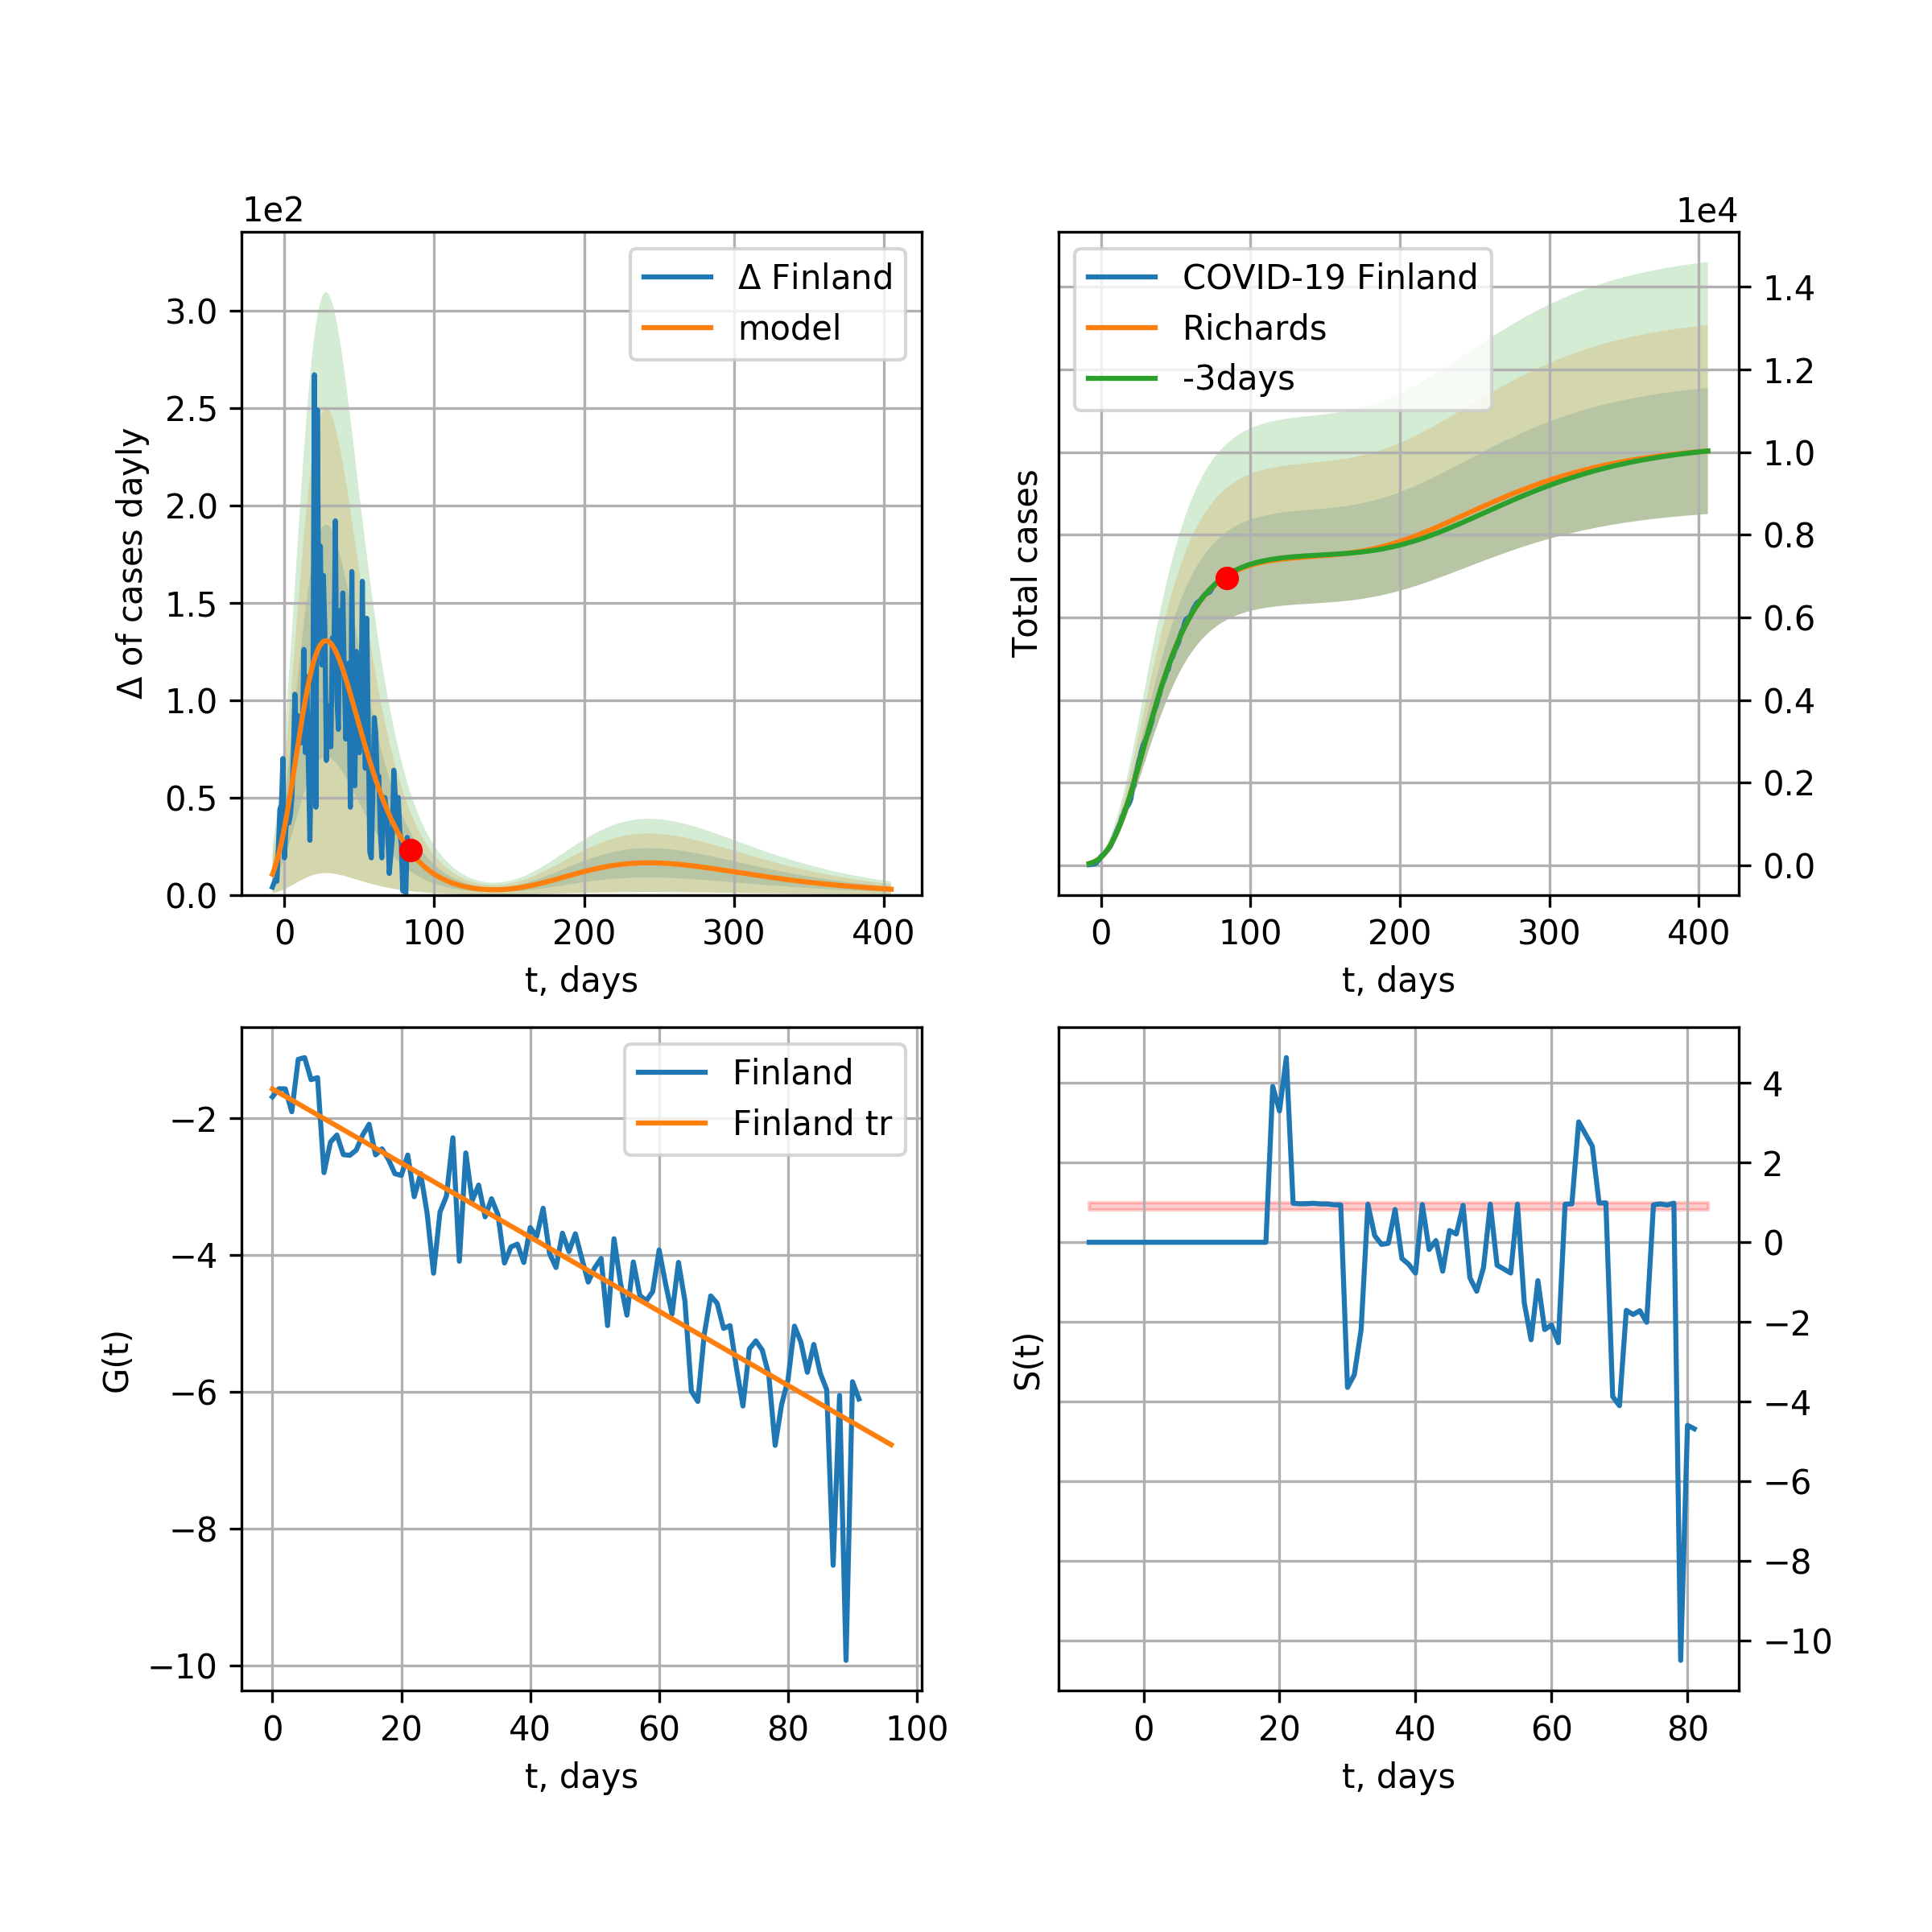 1e2
Δ Finland
model
3.0
2.5
2.0
1.5
1.0
0.5
0.0
Δ of cases dayly
0 100 200 300 400
t, days
1e4
COVID-19 Finland
Richards
-3days
1.4
1.2
1.0
0.8
0.6
0.4
0.2
0.0
Total cases
0 100 200 300 400
t, days
Finland
Finland tr
−2
−4
−6
−8
−10
G(t)
0 20 40 60 80 100
t, days
4
2
0
−2
−4
−6
−8
−10
S(t)
0 20 40 60 80
t, days